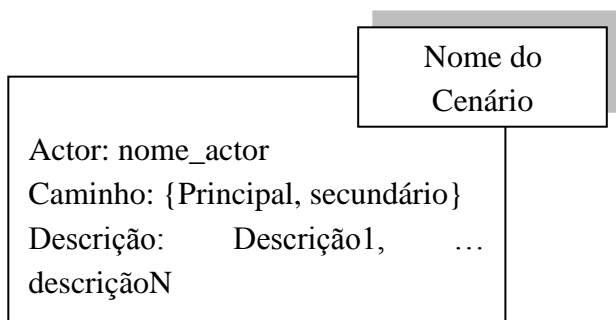 Nome do
Cenário
Actor: nome_actor
Caminho: {Principal, secundário}
Descrição: Descrição1, …
descriçãoN